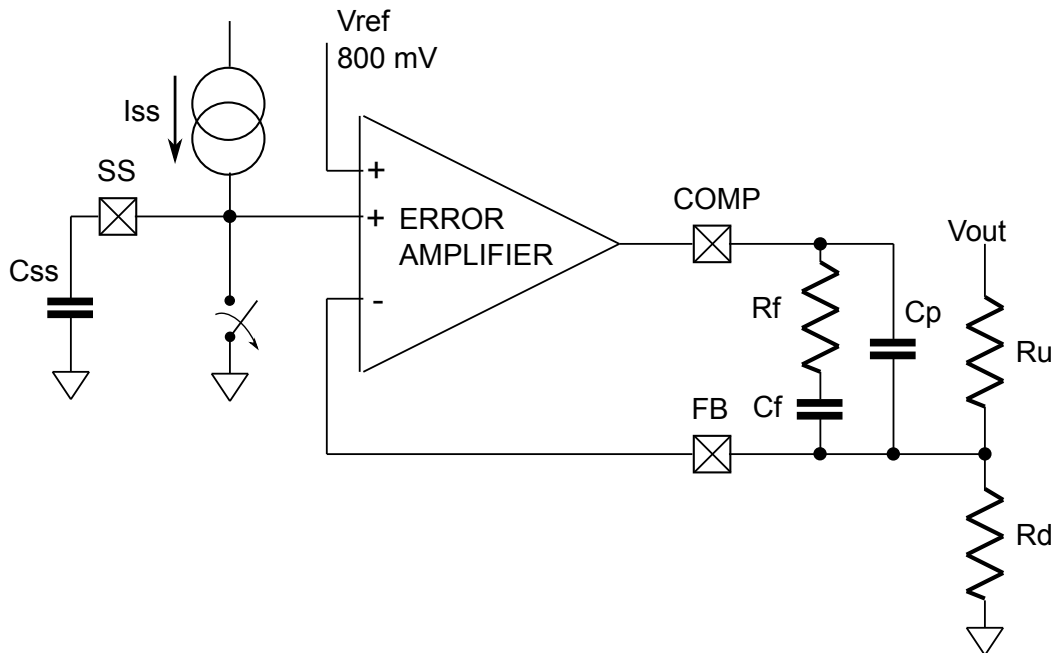 Vref
800 mV
Iss
SS
+
+
ERROR
AMPLIFIER
-
COMP
Vout
Css
Rf
Cp
Ru
FB
Cf
Rd